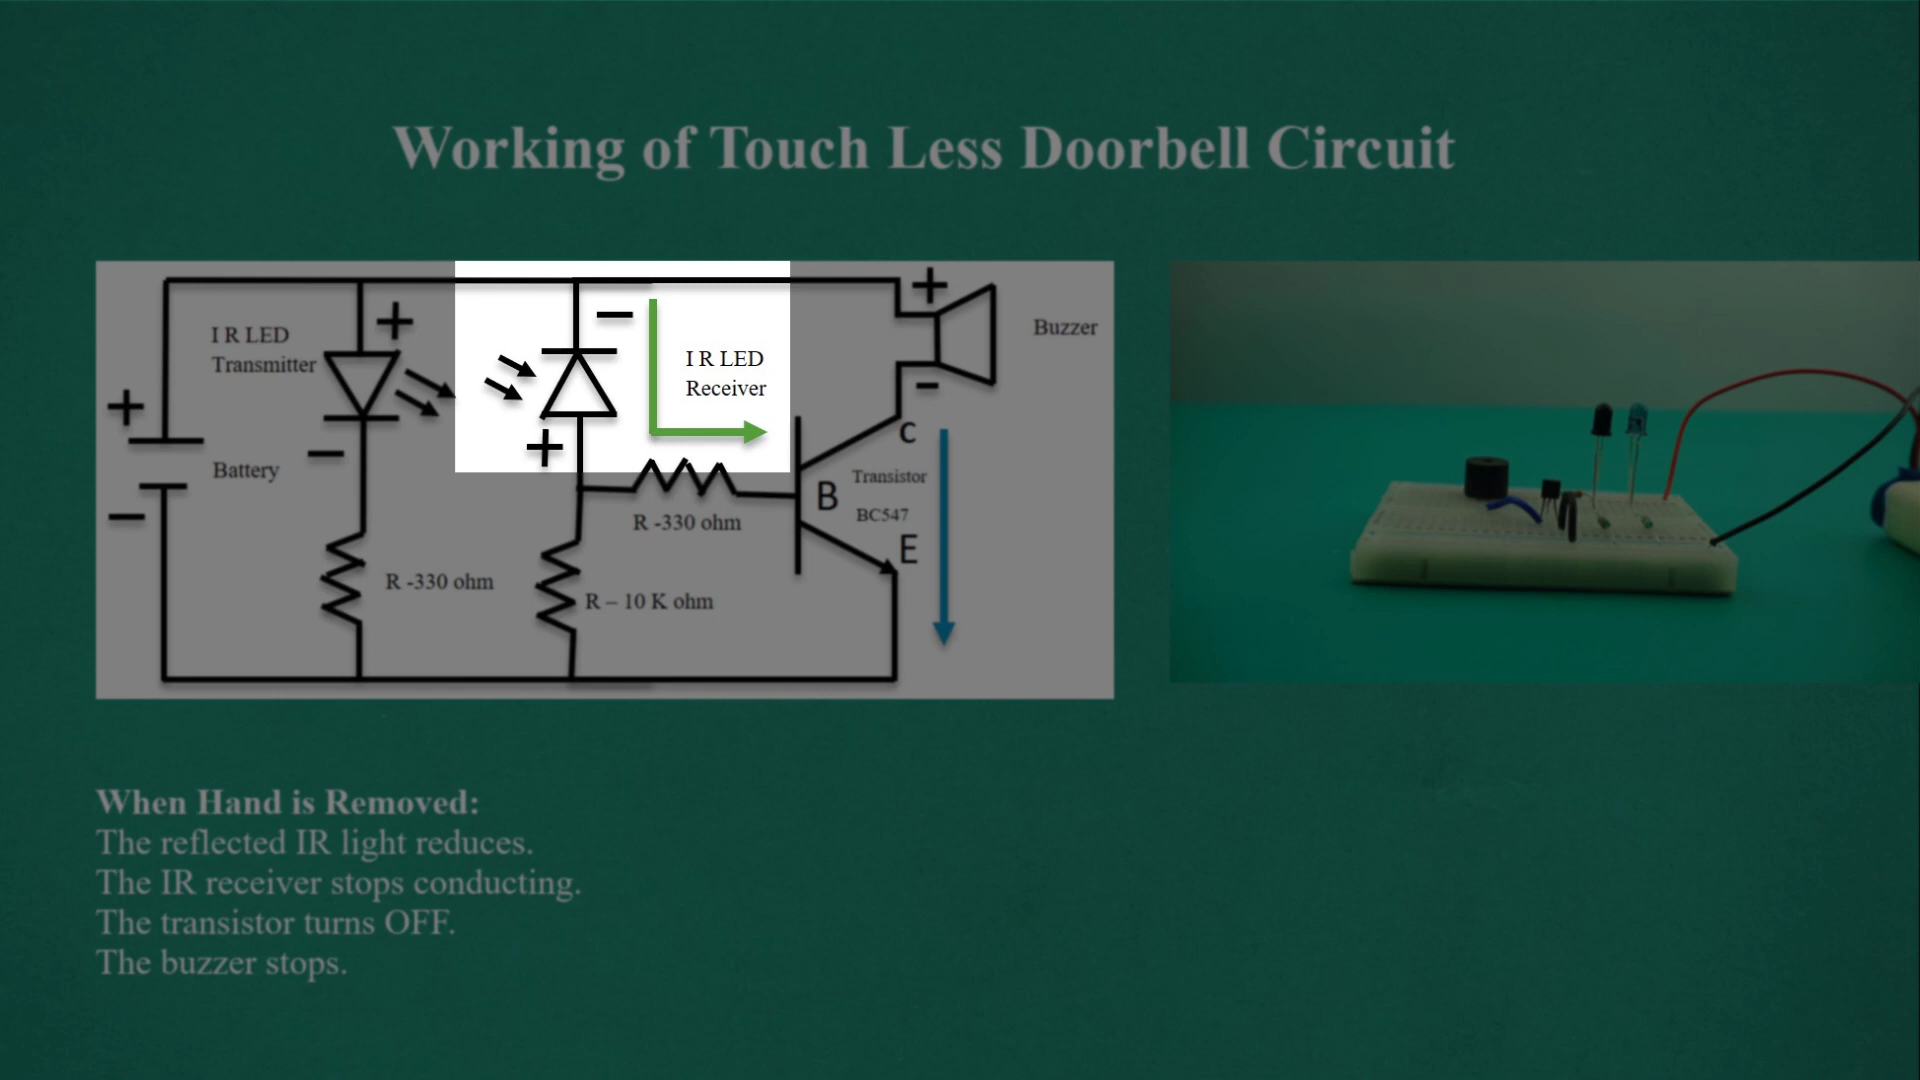 Working of Touch Less Doorbell Circuit
I R LED
Transmitter
+
−
+
Battery
−
R -330 ohm
−
I R LED
Receiver
+
R -330 ohm
R – 10 K ohm
+
Buzzer
−
C
B
Transistor
BC547
E
When Hand is Removed:
The reflected IR light reduces.
The IR receiver stops conducting.
The transistor turns OFF.
The buzzer stops.